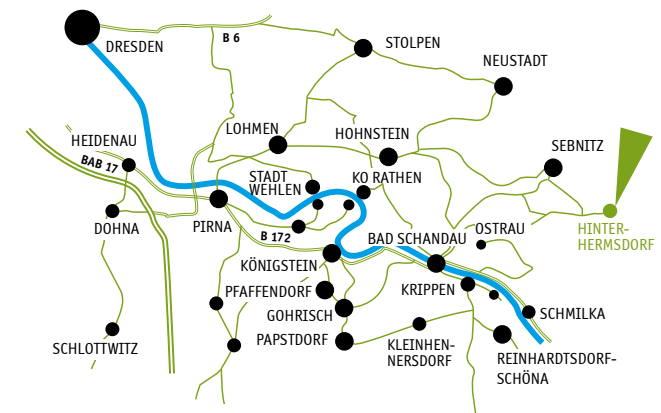 DRESDEN
B 6
STOLPEN
NEUSTADT
LOHMEN
HOHNSTEIN
HEIDENAU
BAB 17
SEBNITZ
STADT
WEHLEN
KO RATHEN
DOHNA
PIRNA
B 172
BAD SCHANDAU
OSTRAU
HINTER-
HERMSDORF
KÖNIGSTEIN
PFAFFENDORF
KRIPPEN
GOHRISCH
SCHMILKA
PAPSTDORF
KLEINHEN-
NERSDORF
SCHLOTTWITZ
REINHARDTSDORF-
SCHÖNA